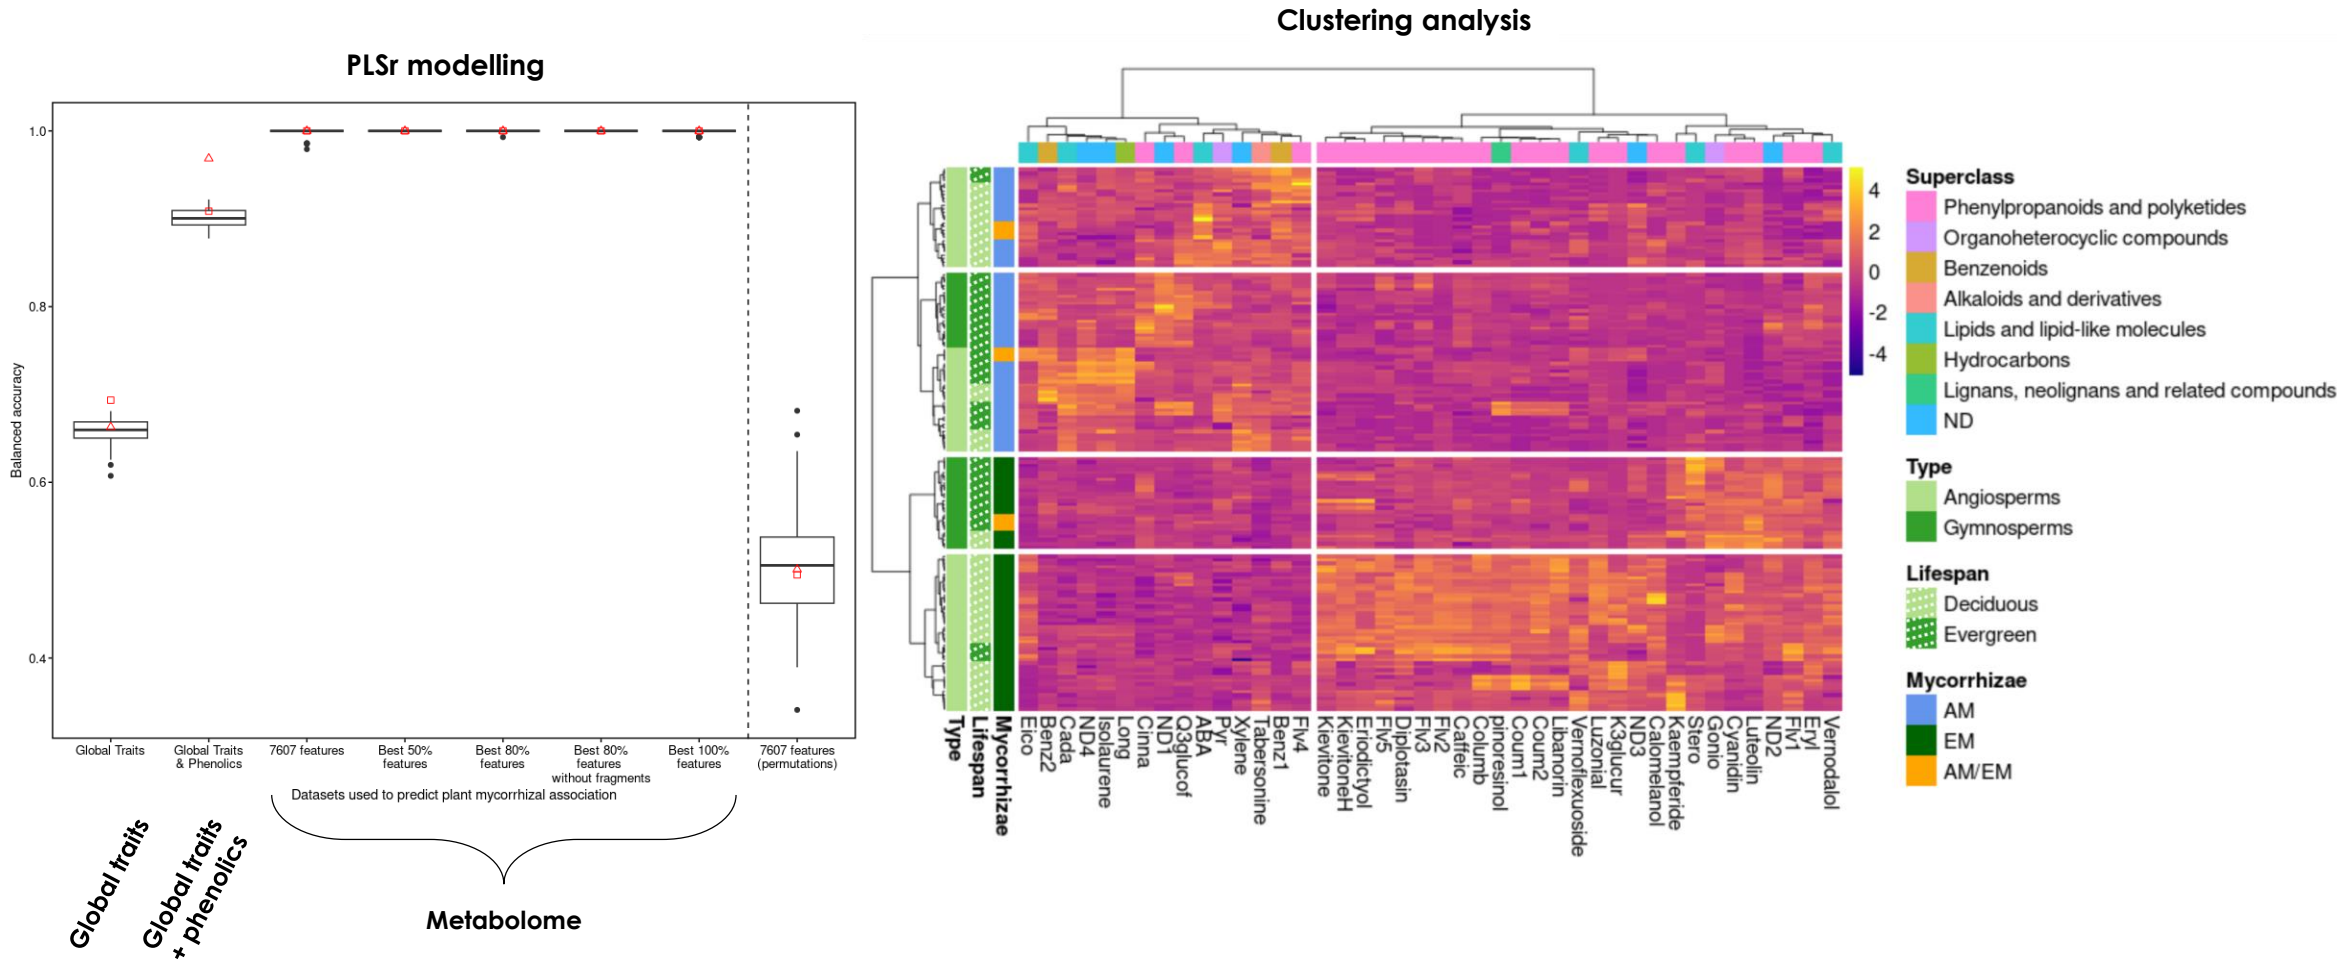 Clustering analysis
PLSr modelling
Balanced accuracy
1.0
0.8
0.6
0.4
Global Traits
Global Traits
& Phenolics
7607 features
Best 50%
features
Best 80%
features
Best 80%
features
without fragments
Best 100%
features
7607 features
(permutations)
Datasets used to predict plant mycorrhizal association
Global traits
Global traits
+ phenolics
Metabolome
Type
Lifespan
Mycorrhizae
Eico
Benz2
Cada
ND4
Isolaurene
Long
Cinna
ND1
Q3glucof
ABA
Pyr
Xylene
Tabersonine
Benz1
Flv4
Kievitone
KievitoneH
Eriodictyol
Flv5
Diplotasin
Flv3
Flv2
Caffeic
Columb
pinoresinol
Coum1
Coum2
Libanorin
Vernoflexuoside
Luzonial
K3glucur
ND3
Calomelanol
Kaempferide
Stero
Gonio
Cyanidin
Luteolin
ND2
Flv1
Eryl
Vernodalol
4
2
0
-2
-4
Superclass
Phenylpropanoids and polyketides
Organoheterocyclic compounds
Benzenoids
Alkaloids and derivatives
Lipids and lipid-like molecules
Hydrocarbons
Lignans, neolignans and related compounds
ND
Type
Angiosperms
Gymnosperms
Lifespan
Deciduous
Evergreen
Mycorrhizae
AM
EM
AM/EM